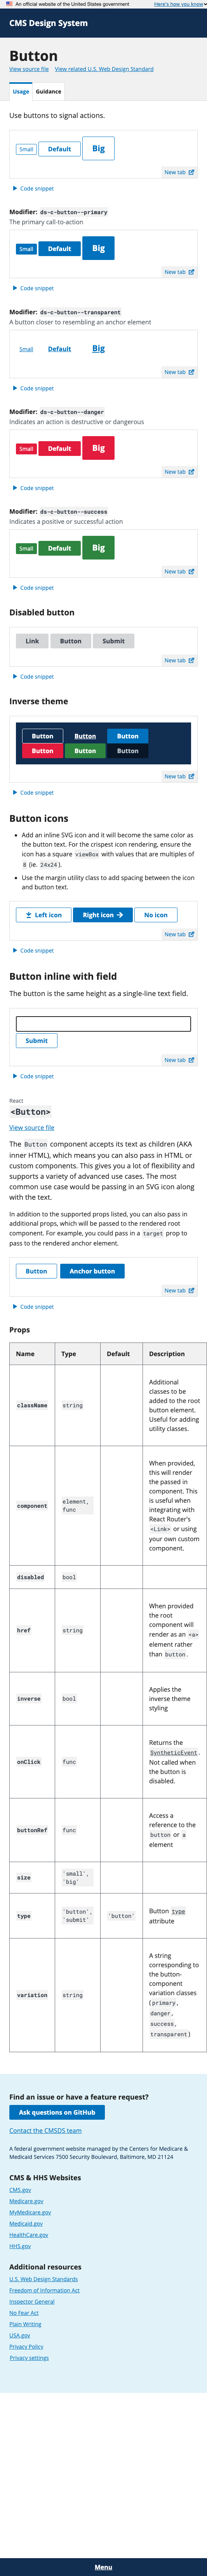 An official website of the United States government Here's how you know
CMS Design System
Button
View source file View related U.S. Web Design Standard
Usage Guidance
Use buttons to signal actions.
Small Default Big
New tab
Code snippet
Modifier: ds-c-button--primary
The primary call-to-action
Small Default Big
New tab
Code snippet
Modifier: ds-c-button--transparent
A button closer to resembling an anchor element
Small Default Big
New tab
Code snippet
Modifier: ds-c-button--danger
Indicates an action is destructive or dangerous
Small Default Big
New tab
Code snippet
Modifier: ds-c-button--success
Indicates a positive or successful action
Small Default Big
New tab
Code snippet
Disabled button
Link Button Submit
New tab
Code snippet
Inverse theme
Button Button Button
Button Button Button
New tab
Code snippet
Button icons
Add an inline SVG icon and it will become the same color as
the button text. For the crispest icon rendering, ensure the
icon has a square viewBox with values that are multiples of
8 (ie. 24x24).
Use the margin utility class to add spacing between the icon
and button text.
Left icon Right icon No icon
New tab
Code snippet
Button inline with field
The button is the same height as a single-line text field.
Submit
New tab
Code snippet
React
<Button>
View source file
The Button component accepts its text as children (AKA
inner HTML), which means you can also pass in HTML or
custom components. This gives you a lot of flexibility and
supports a variety of advanced use cases. The most
common use case would be passing in an SVG icon along
with the text.
In addition to the supported props listed, you can also pass in
additional props, which will be passed to the rendered root
component. For example, you could pass in a target prop to
pass to the rendered anchor element.
Button Anchor button
New tab
Code snippet
Props
Name Type Default Description
className string Additional
classes to be
added to the root
button element.
Useful for adding
utility classes.
component element,
func
When provided,
this will render
the passed in
component. This
is useful when
integrating with
React Router's
<Link> or using
your own custom
component.
disabled bool
href string When provided
the root
component will
render as an <a>
element rather
than button.
inverse bool Applies the
inverse theme
styling
onClick func Returns the
SyntheticEvent.
Not called when
the button is
disabled.
buttonRef func Access a
reference to the
button or a
element
size 'small',
'big'
type 'button',
'submit'
'button' Button type
attribute
variation string A string
corresponding to
the button-
component
variation classes
(primary,
danger,
success,
transparent)
Find an issue or have a feature request?
Ask questions on GitHub
Contact the CMSDS team
A federal government website managed by the Centers for Medicare &
Medicaid Services 7500 Security Boulevard, Baltimore, MD 21124
CMS & HHS Websites
CMS.gov
Medicare.gov
MyMedicare.gov
Medicaid.gov
HealthCare.gov
HHS.gov
Additional resources
U.S. Web Design Standards
Freedom of Information Act
Inspector General
No Fear Act
Plain Writing
USA.gov
Privacy Policy
Privacy settings
Menu